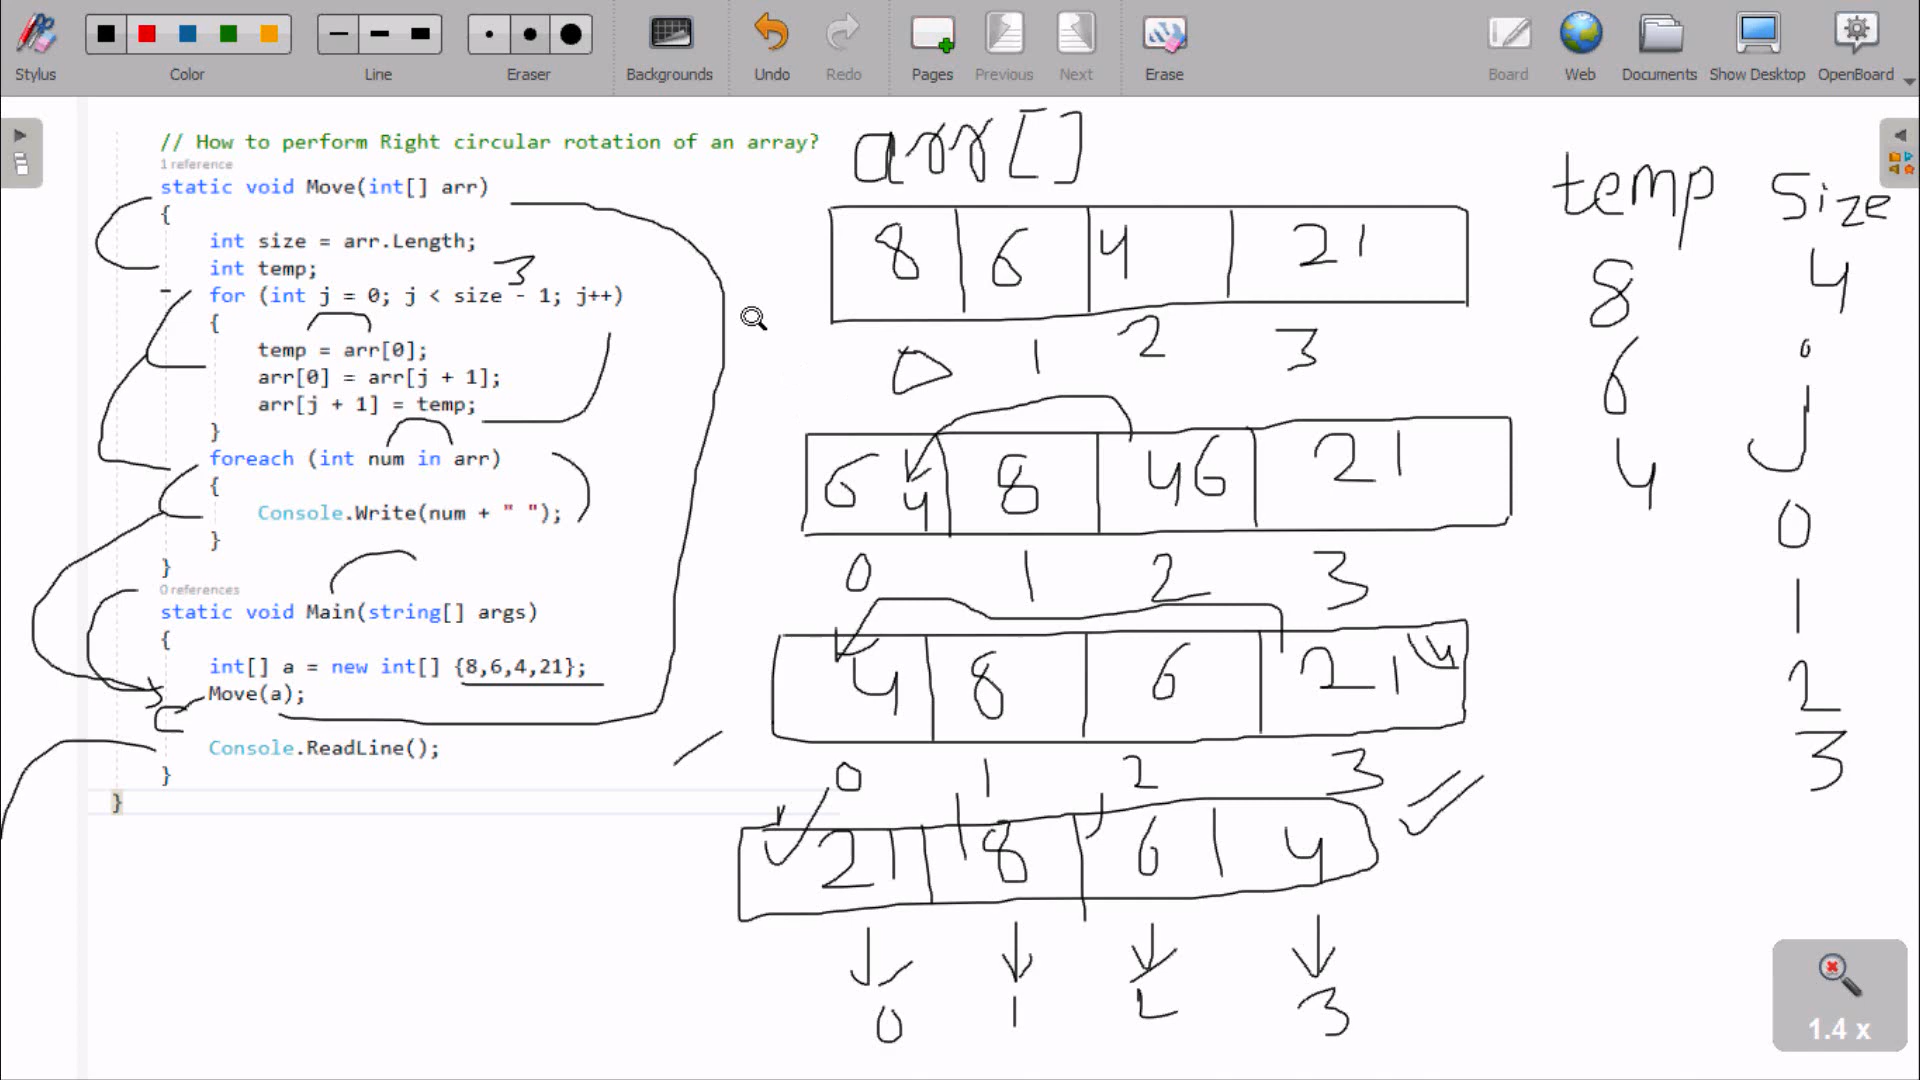 Stylus
Color
Line
Eraser
Backgrounds
Undo
Redo
Pages
Previous
Next
Erase
Board
Web
Documents
Show Desktop
OpenBoard
// How to perform Right circular rotation of an array?
1 reference
static void Move(int[] arr)
{
int size = arr.Length;
int temp;
3
for (int j = 0; j < size - 1; j++)
{
temp = arr[0];
arr[0] = arr[j + 1];
arr[j + 1] = temp;
}
foreach (int num in arr)
{
Console.Write(num + " ");
}
}
0 references
static void Main(string[] args)
{
int[] a = new int[] {8,6,4,21};
Move(a);
Console.ReadLine();
}
}
arr[]
8 6 4 21
0 1 2 3
6 4 8 4 6 21
0 1 2 3
4 8 6 21 4
0 1 2 3
21 8 6 4
0 1 2 3
temp
8
6
4
Size
4
j
0
1
2
3
1.4 x